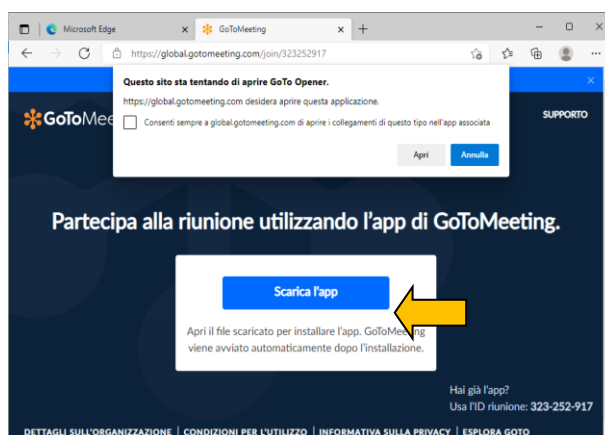 Microsoft Edge
GoToMeeting
https://global.gotomeeting.com/join/323252917
Questo sito sta tentando di aprire GoTo Opener.
https://global.gotomeeting.com desidera aprire questa applicazione.
Consenti sempre a global.gotomeeting.com di aprire i collegamenti di questo tipo nell'app associata
Apri
Annulla
GoToMee
SUPPORTO
Partecipa alla riunione utilizzando l'app di GoToMeeting.
Scarica l'app
Apri il file scaricato per installare l'app. GoToMeeting
viene avviato automaticamente dopo l'installazione.
Hai già l'app?
Usa l'ID riunione: 323-252-917
DETTAGLI SULL'ORGANIZZAZIONE | CONDIZIONI PER L'UTILIZZO | INFORMATIVA SULLA PRIVACY | ESPLORA GOTO